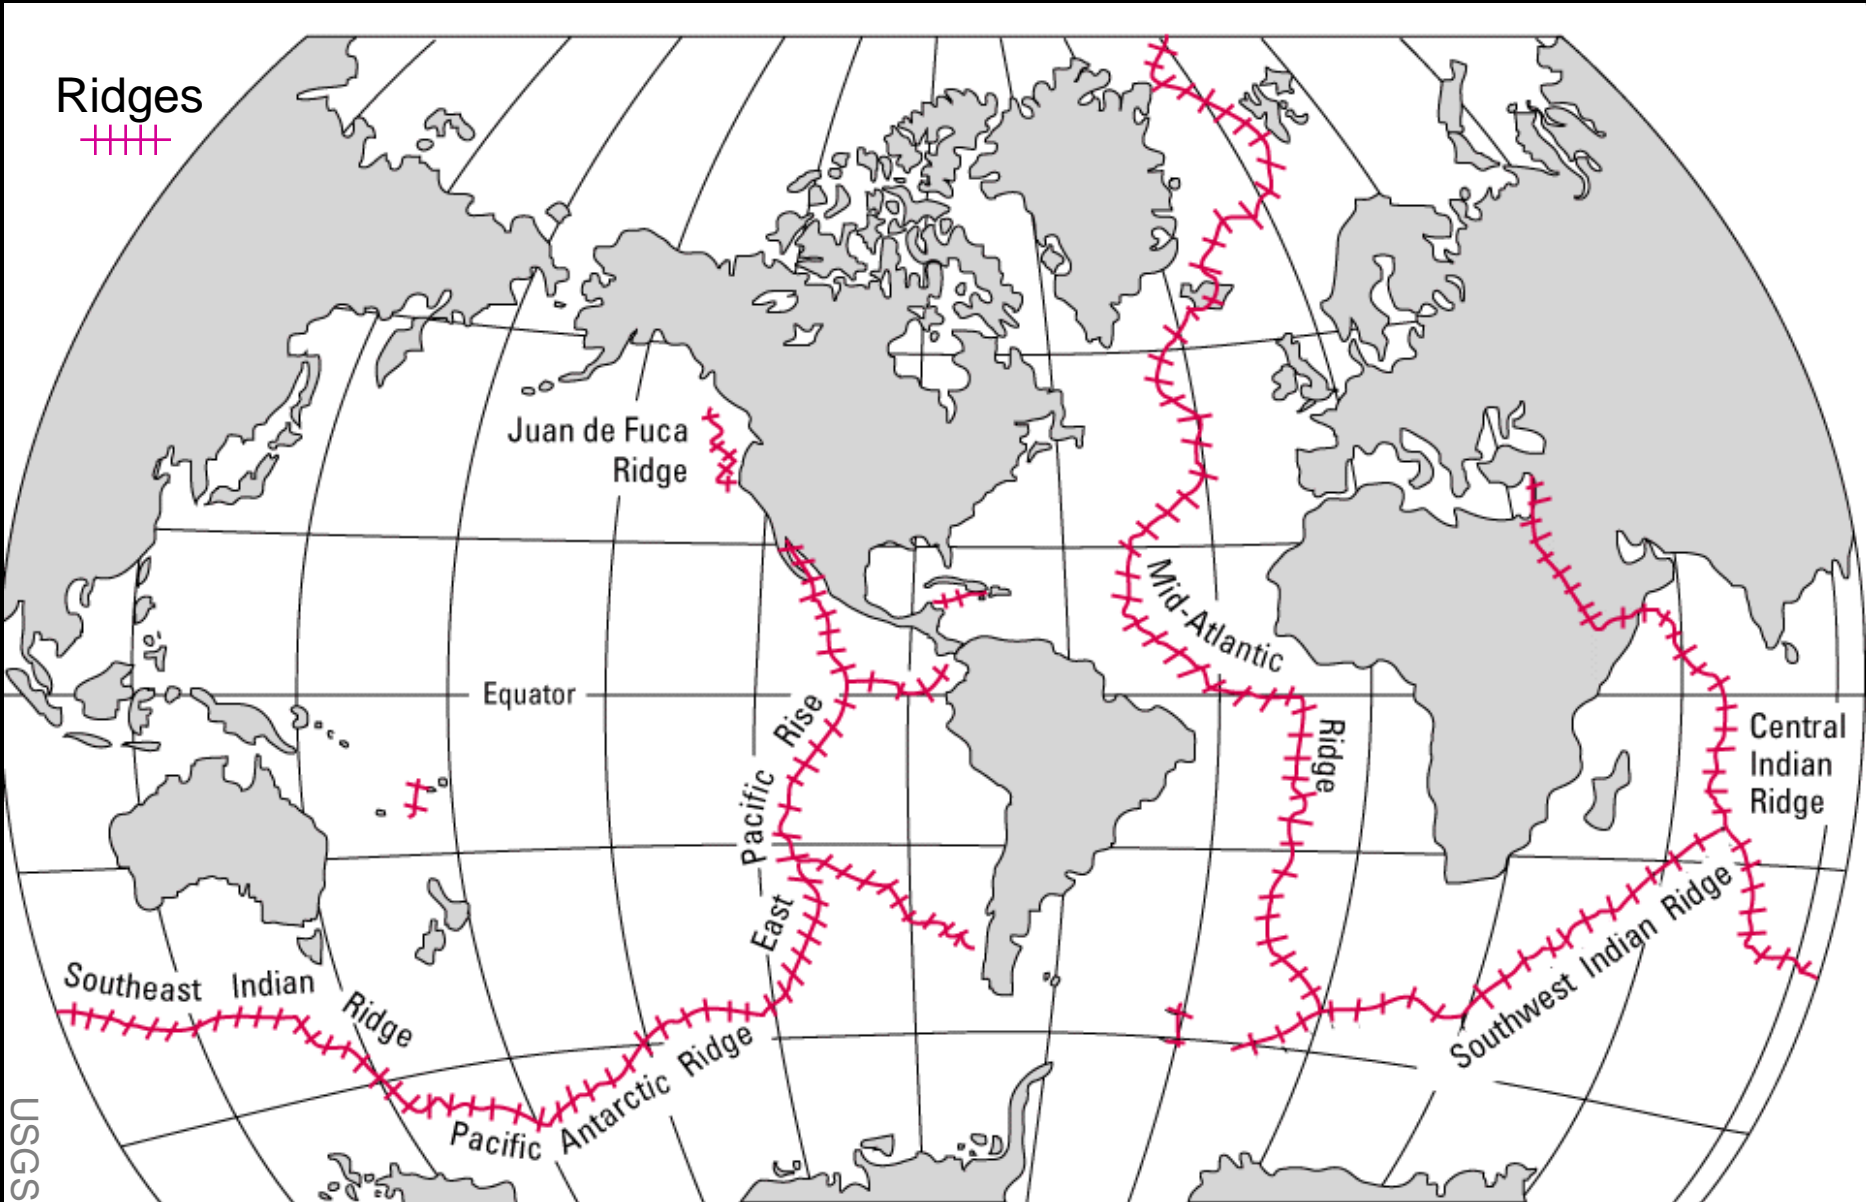 Ridges
Juan de Fuca
Ridge
Mid-Atlantic
Ridge
Equator
East Pacific Rise
Central
Indian
Ridge
Southeast Indian Ridge
Southwest Indian Ridge
Pacific Antarctic Ridge
USGS